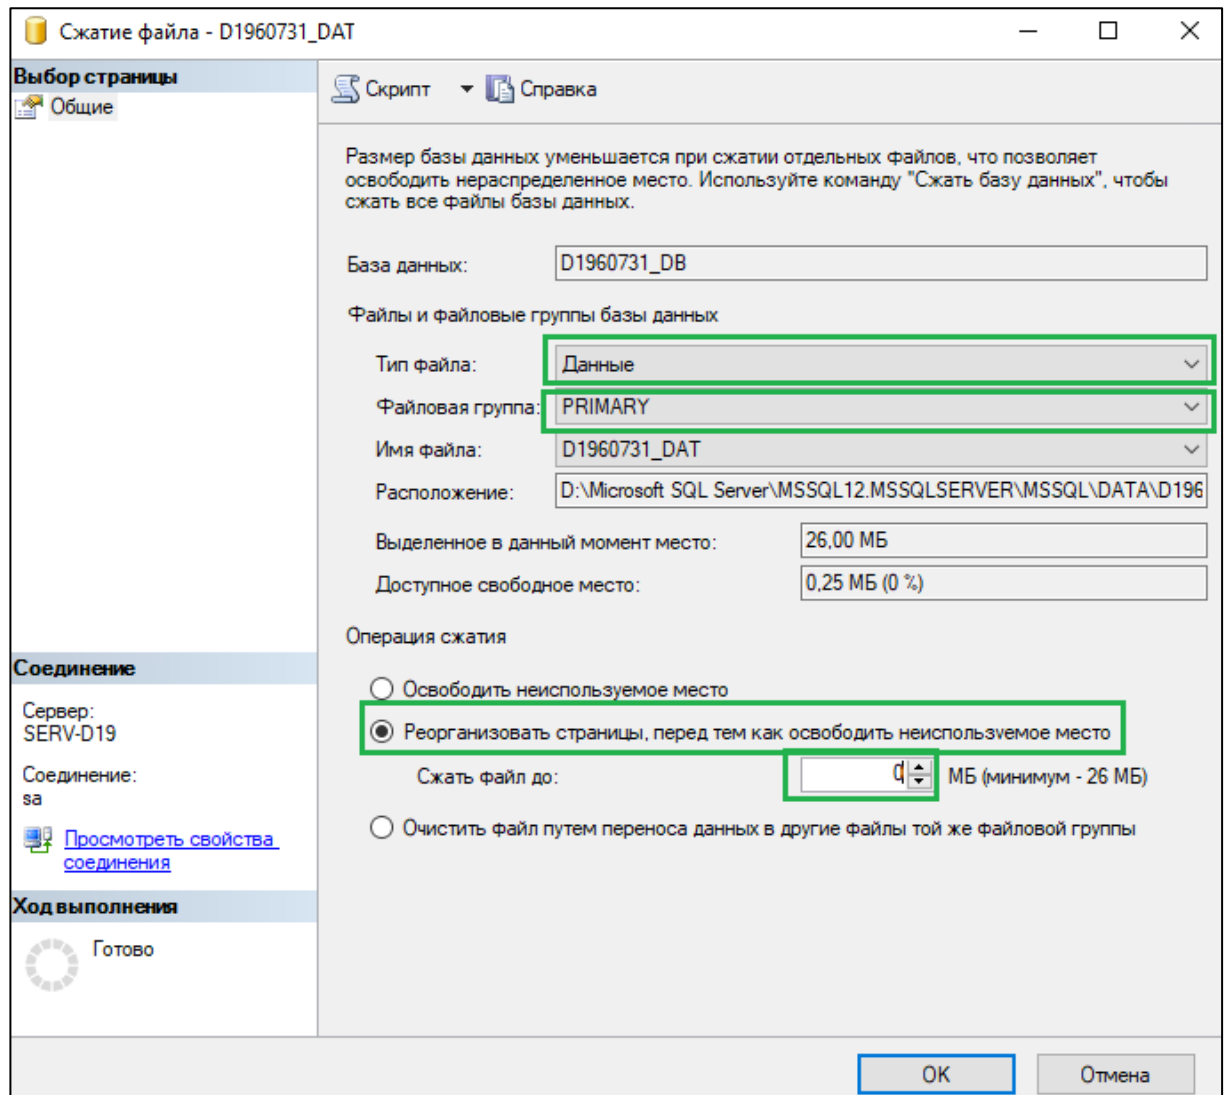 Сжатие файла - D1960731_DAT
Выбор страницы
Общие
Скрипт
Справка
Размер базы данных уменьшается при сжатии отдельных файлов, что позволяет
освободить нераспределенное место. Используйте команду "Сжать базу данных", чтобы
сжать все файлы базы данных.
База данных:
D1960731_DB
Файлы и файловые группы базы данных
Тип файла:
Данные
Файловая группа:
PRIMARY
Имя файла:
D1960731_DAT
Расположение:
D:\Microsoft SQL Server\MSSQL12.MSSQLSERVER\MSSQL\DATA\D196
Выделенное в данный момент место:
26,00 МБ
Доступное свободное место:
0,25 МБ (0 %)
Операция сжатия
Освободить неиспользуемое место
Реорганизовать страницы, перед тем как освободить неиспользуемое место
Сжать файл до:
0
МБ (минимум - 26 МБ)
Очистить файл путем переноса данных в другие файлы той же файловой группы
Соединение
Сервер:
SERV-D19
Соединение:
sa
Просмотреть свойства
соединения
Ход выполнения
Готово
OK
Отмена